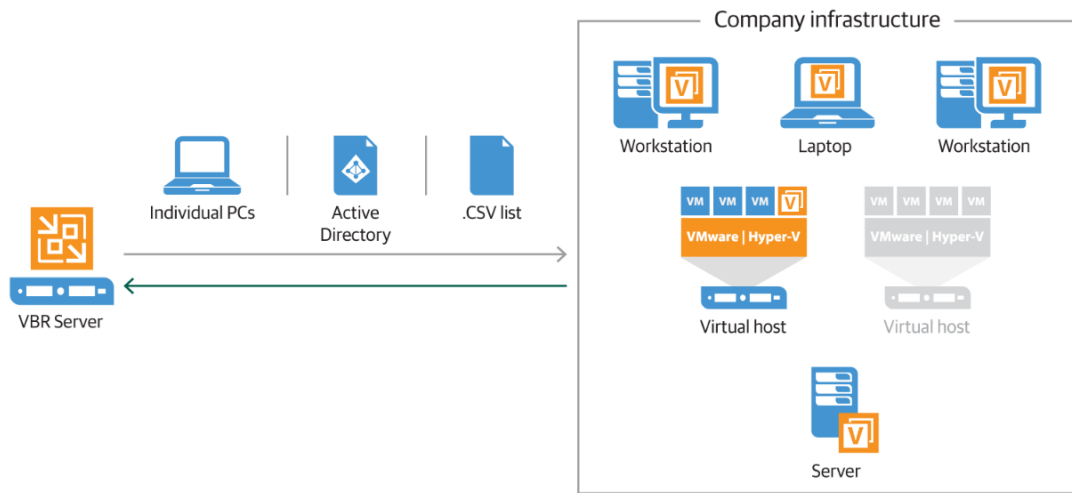 Company infrastructure
V
V
V
Workstation
Laptop
Workstation
Individual PCs
Active
Directory
.CSV list
VM VM VM V
VM VM VM VM
VMware | Hyper-V
VMware | Hyper-V
VBR Server
Virtual host
Virtual host
V
Server